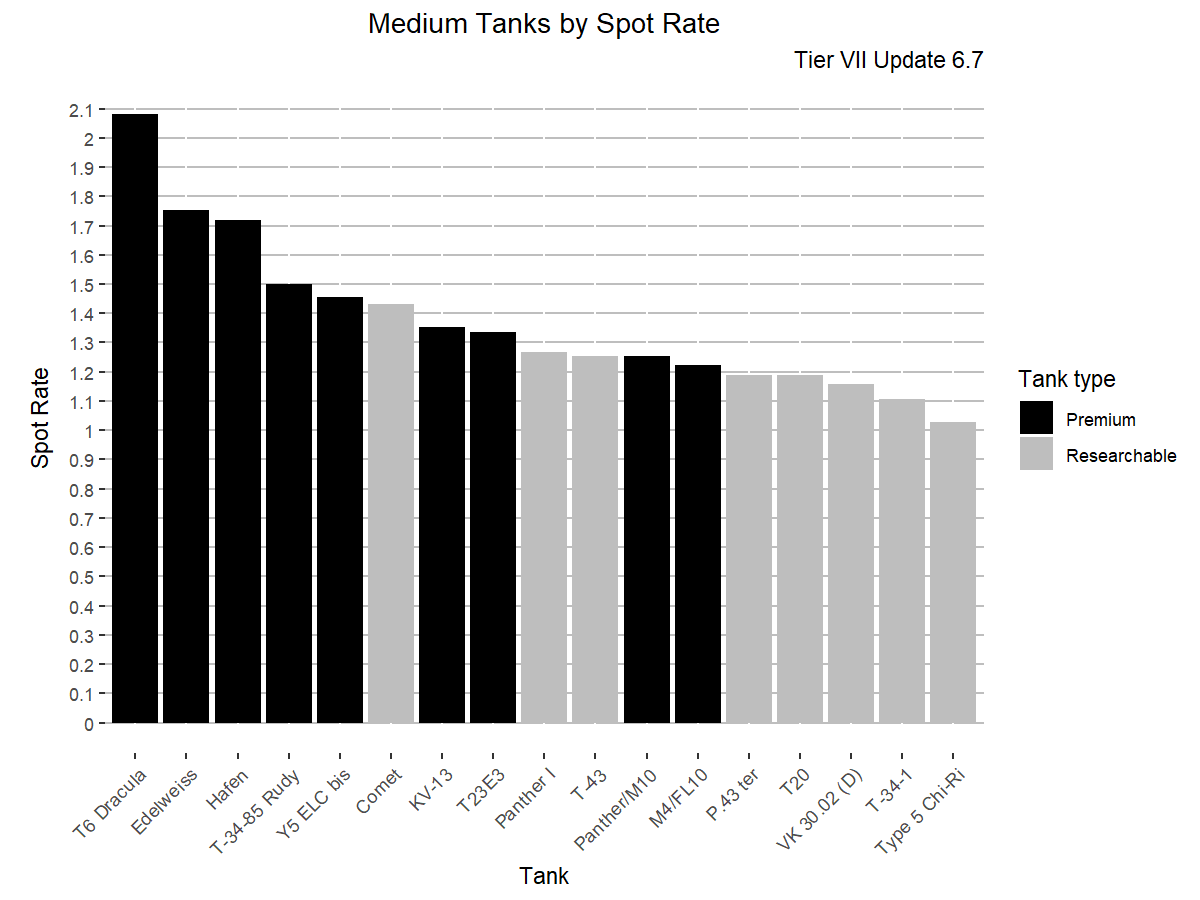 Medium Tanks by Spot Rate
Tier VII Update 6.7
2.1
2
1.9
1.8
1.7
1.6
1.5
1.4
1.3
1.2
1.1
1
0.9
0.8
0.7
0.6
0.5
0.4
0.3
0.2
0.1
0
Spot Rate
T6 Dracula
Edelweiss
Hafen
T-34-85 Rudy
Y5 ELC bis
Comet
KV-13
T23E3
Panther I
T-43
Panther/M10
M4/FL10
P.43 ter
T20
VK 30.02 (D)
T-34-1
Type 5 Chi-Ri
Tank
Tank type
Premium
Researchable